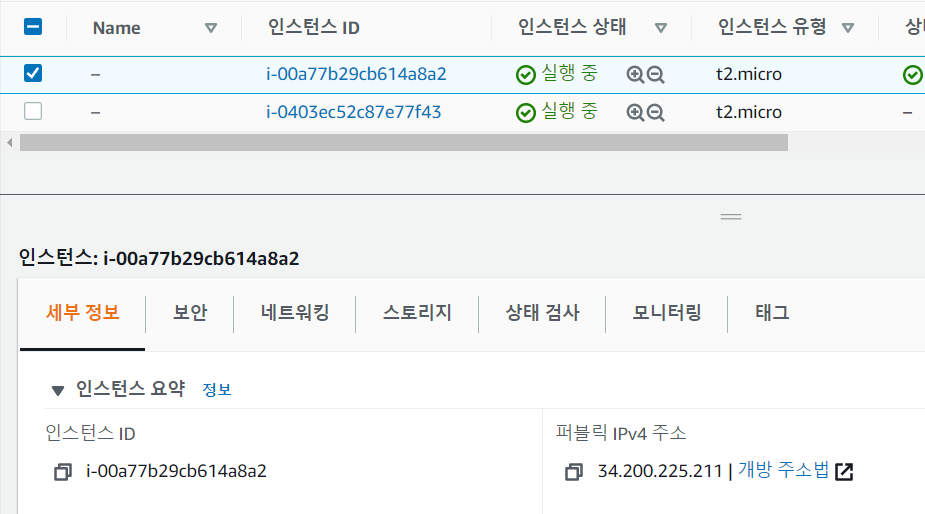 Name 인스턴스 ID 인스턴스 상태 인스턴스 유형
– i-00a77b29cb614a8a2 실행 중 t2.micro
– i-0403ec52c87e77f43 실행 중 t2.micro –
인스턴스: i-00a77b29cb614a8a2
세부 정보 보안 네트워킹 스토리지 상태 검사 모니터링 태그
인스턴스 요약 정보
인스턴스 ID 퍼블릭 IPv4 주소
i-00a77b29cb614a8a2 34.200.225.211 | 개방 주소법